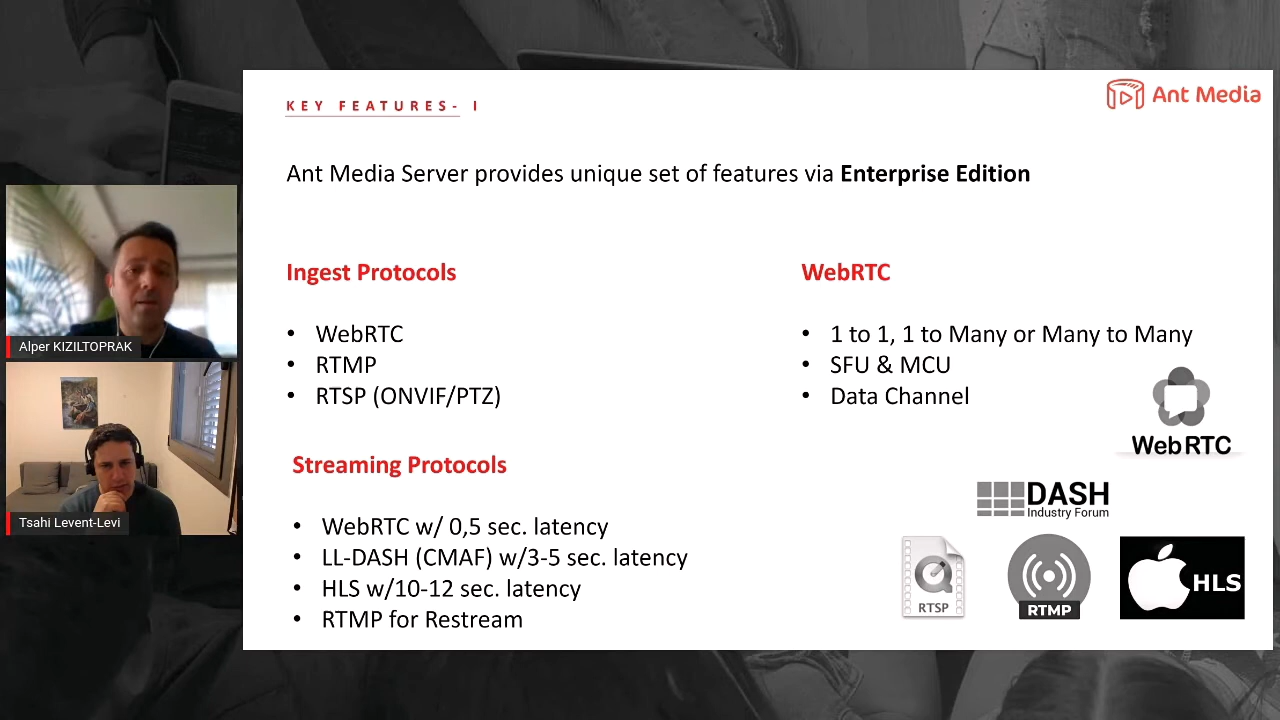 KEY FEATURES- I
Ant Media
Ant Media Server provides unique set of features via Enterprise Edition
Ingest Protocols
• WebRTC
• RTMP
• RTSP (ONVIF/PTZ)
WebRTC
• 1 to 1, 1 to Many or Many to Many
• SFU & MCU
• Data Channel
WebRTC
Streaming Protocols
• WebRTC w/ 0,5 sec. latency
• LL-DASH (CMAF) w/3-5 sec. latency
• HLS w/10-12 sec. latency
• RTMP for Restream
DASH
Industry Forum
RTSP
RTMP
HLS
Alper KIZILTOPRAK
Tsahi Levent-Levi